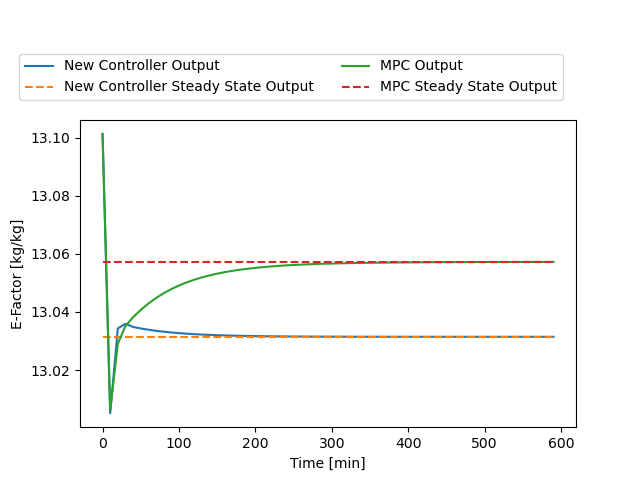 New Controller Output
New Controller Steady State Output
MPC Output
MPC Steady State Output
E-Factor [kg/kg]
13.10
13.08
13.06
13.04
13.02
0 100 200 300 400 500 600
Time [min]